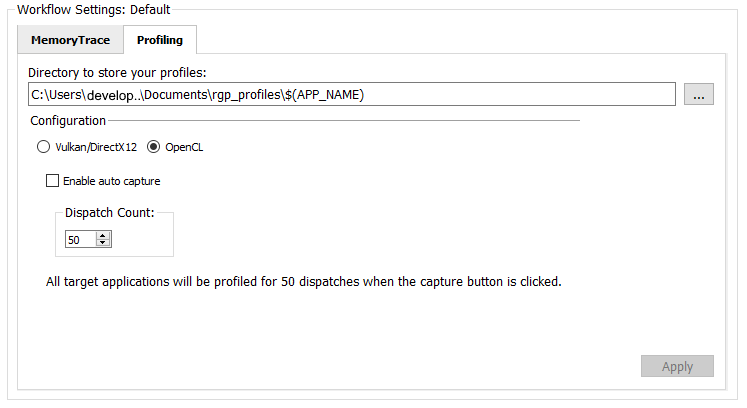 Workflow Settings: Default
MemoryTrace Profiling
Directory to store your profiles:
C:\Users\develop..\Documents\rgp_profiles\$(APP_NAME) ...
Configuration
Vulkan/DirectX12 OpenCL
Enable auto capture
Dispatch Count:
50
All target applications will be profiled for 50 dispatches when the capture button is clicked.
Apply